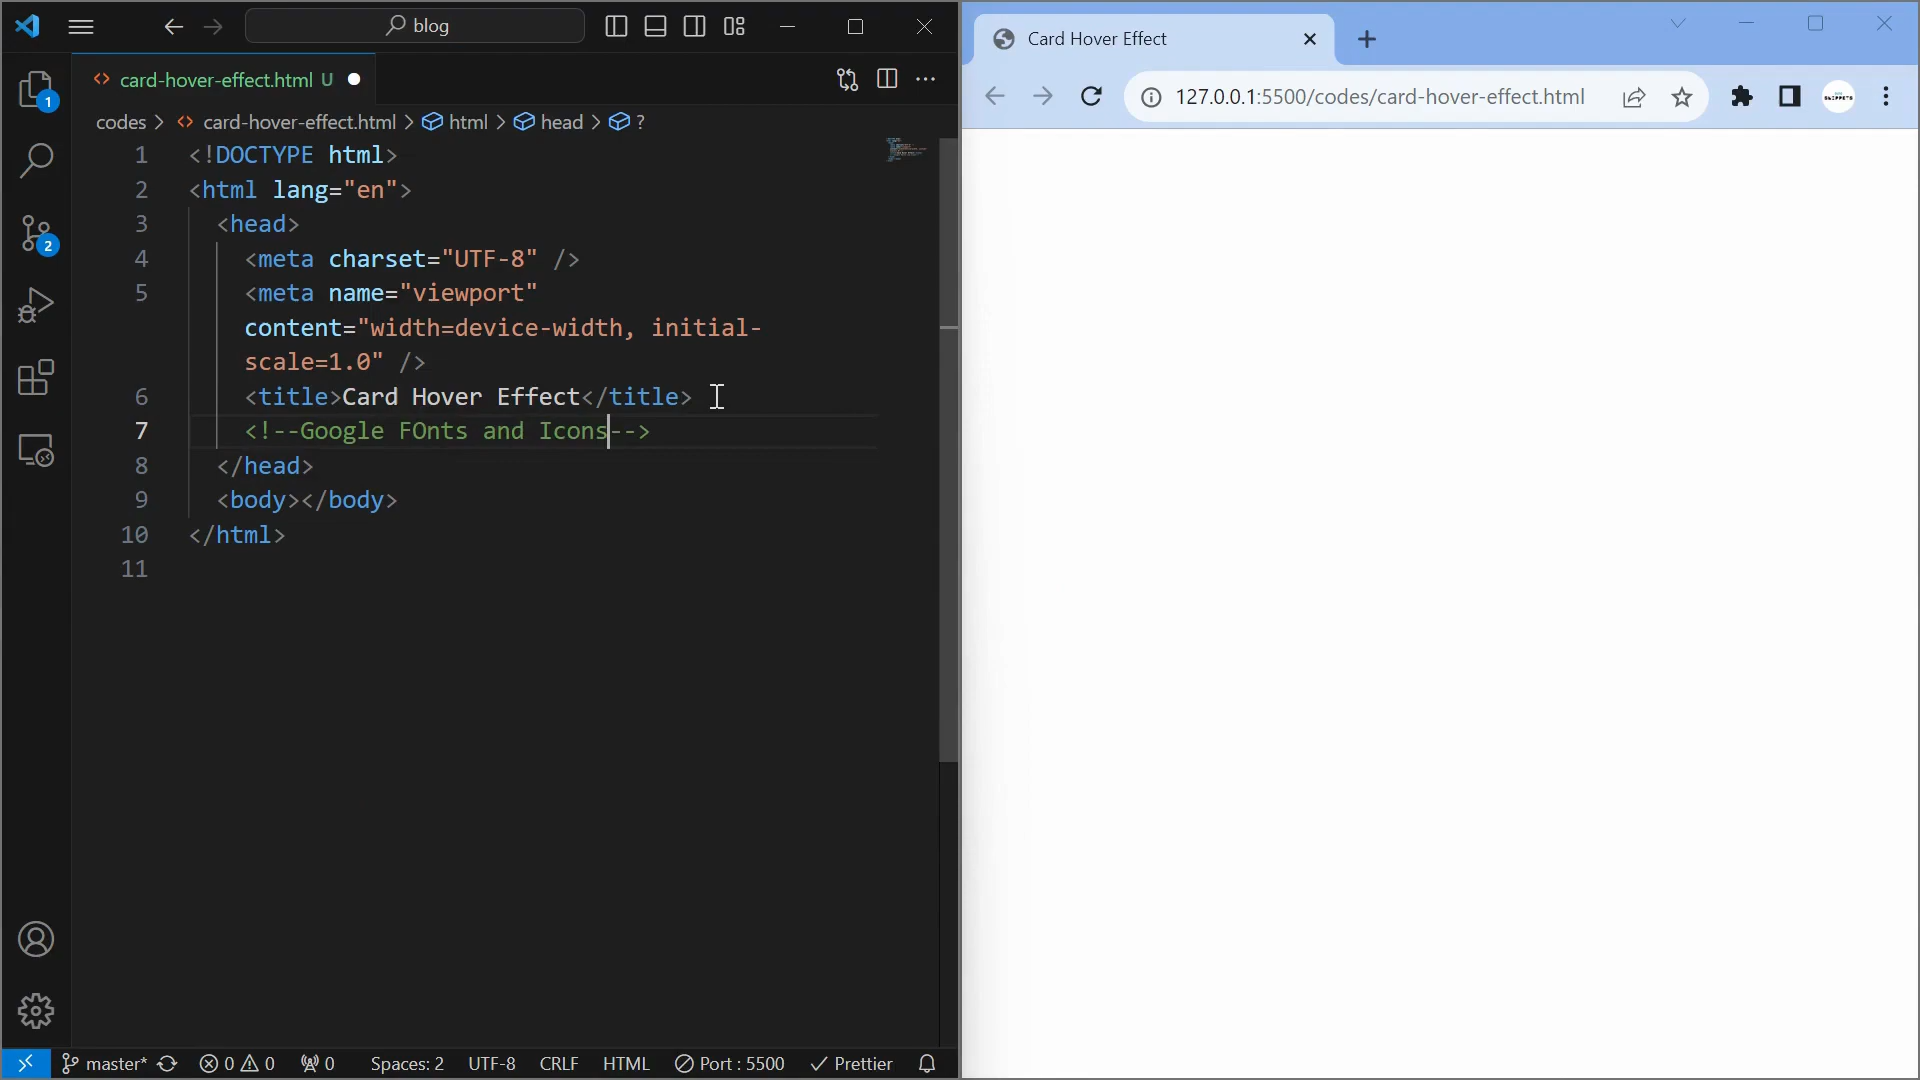 blog
card-hover-effect.html U
codes > card-hover-effect.html > html > head > ?
1 <!DOCTYPE html>
2 <html lang="en">
3 <head>
4 <meta charset="UTF-8" />
5 <meta name="viewport"
content="width=device-width, initial-
scale=1.0" />
6 <title>Card Hover Effect</title>
7 <!--Google FOnts and Icons-->
8 </head>
9 <body></body>
10 </html>
11
1
2
master* 0 0 0 Spaces: 2 UTF-8 CRLF HTML Port : 5500 Prettier
Card Hover Effect
127.0.0.1:5500/codes/card-hover-effect.html